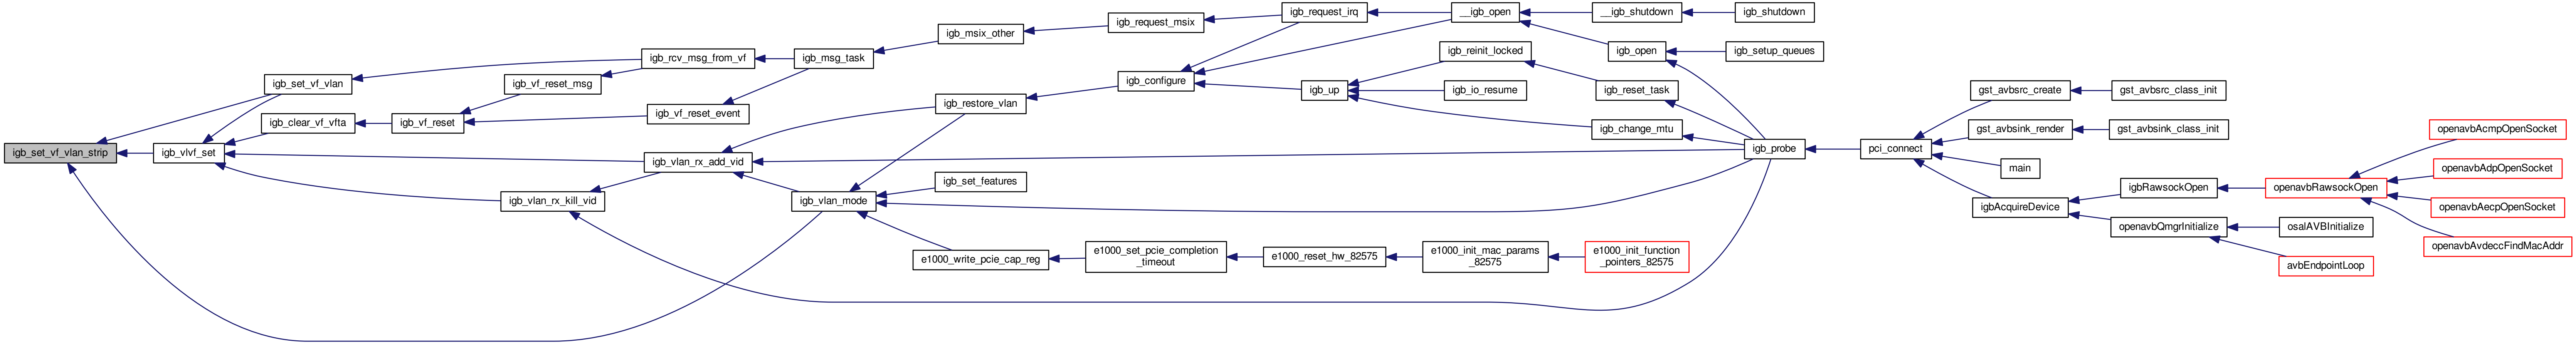 igb_set_vf_vlan_strip
igb_set_vf_vlan
igb_vlvf_set
igb_clear_vf_vfta
igb_vf_reset
igb_vf_reset_msg
igb_vlan_rx_kill_vid
igb_rcv_msg_from_vf
igb_vf_reset_event
igb_vlan_rx_add_vid
igb_msg_task
igb_vlan_mode
igb_msix_other
igb_restore_vlan
igb_set_features
e1000_write_pcie_cap_reg
igb_request_msix
igb_configure
e1000_set_pcie_completion
_timeout
igb_request_irq
igb_up
e1000_reset_hw_82575
__igb_open
igb_reinit_locked
igb_io_resume
e1000_init_mac_params
_82575
__igb_shutdown
igb_open
igb_reset_task
igb_change_mtu
e1000_init_function
_pointers_82575
igb_shutdown
igb_setup_queues
igb_probe
pci_connect
gst_avbsrc_create
gst_avbsink_render
main
igbAcquireDevice
gst_avbsrc_class_init
gst_avbsink_class_init
igbRawsockOpen
openavbQmgrInitialize
openavbRawsockOpen
osalAVBInitialize
avbEndpointLoop
openavbAcmpOpenSocket
openavbAdpOpenSocket
openavbAecpOpenSocket
openavbAvdeccFindMacAddr